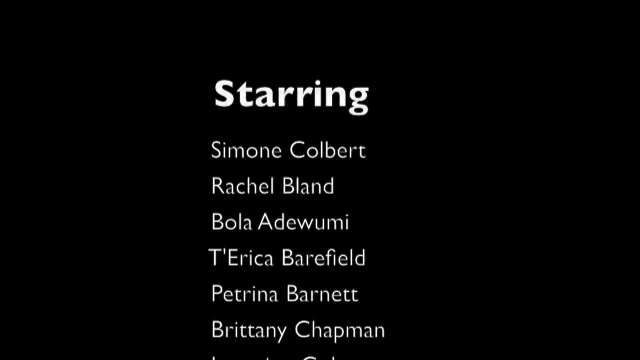 Starring
Simone Colbert
Rachel Bland
Bola Adewumi
T'Erica Barefield
Petrina Barnett
Brittany Chapman